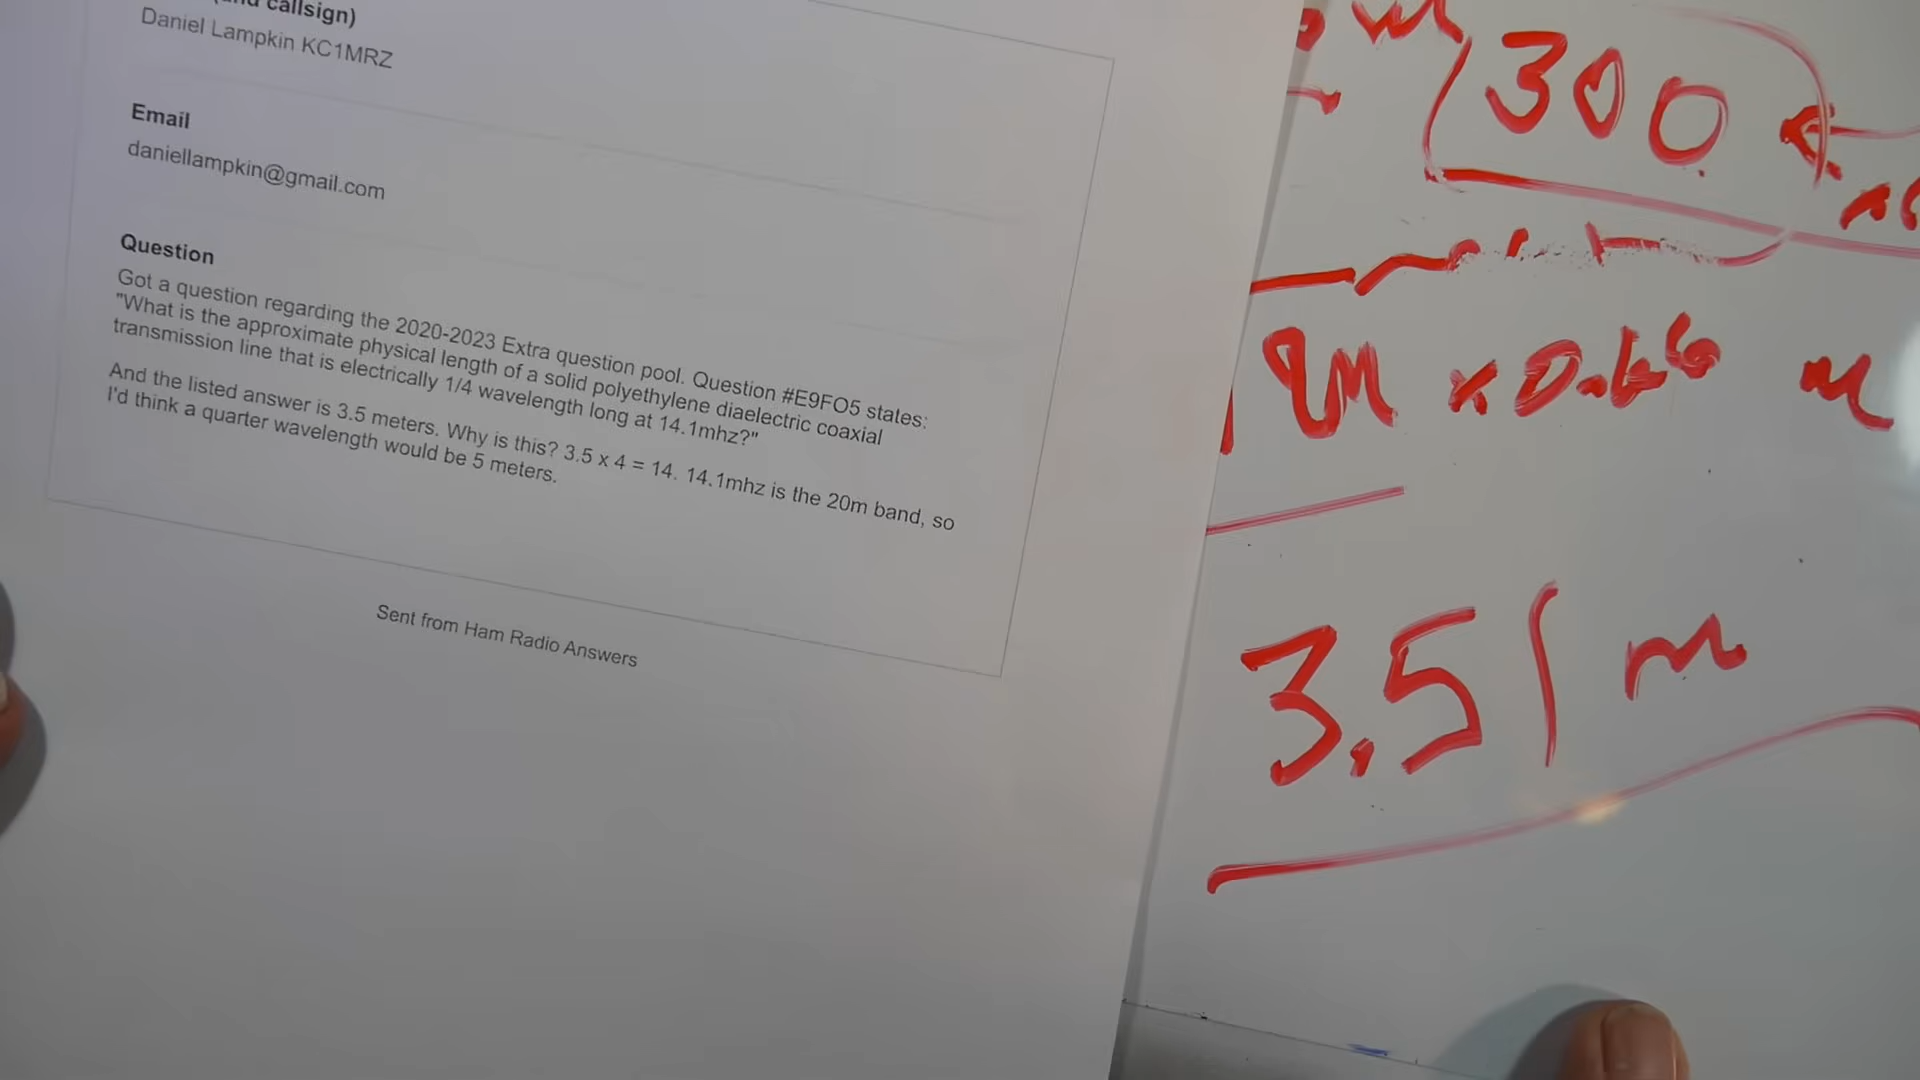 callsign)
Daniel Lampkin KC1MRZ
Email
daniellampkin@gmail.com
Question
Got a question regarding the 2020-2023 Extra question pool. Question #E9FO5 states:
"What is the approximate physical length of a solid polyethylene diaelectric coaxial
transmission line that is electrically 1/4 wavelength long at 14.1mhz?"
And the listed answer is 3.5 meters. Why is this? 3.5 x 4 = 14. 14.1mhz is the 20m band, so
I'd think a quarter wavelength would be 5 meters.
Sent from Ham Radio Answers
300
x 0.66 m
3.51 m